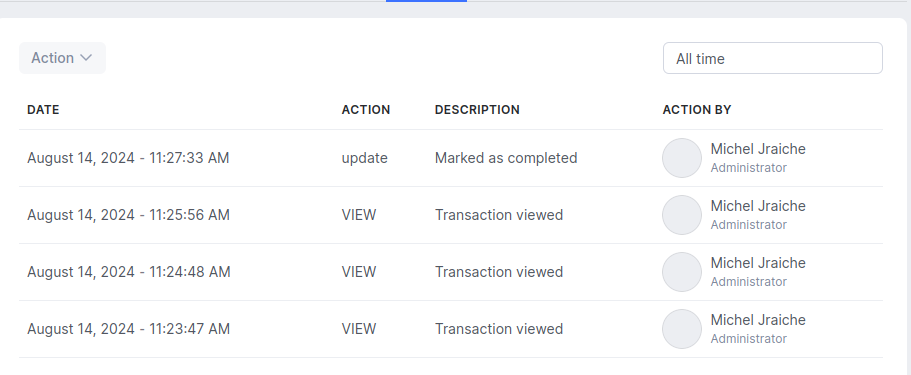 Action
All time
DATE ACTION DESCRIPTION ACTION BY
August 14, 2024 - 11:27:33 AM update Marked as completed Michel Jraiche
Administrator
August 14, 2024 - 11:25:56 AM VIEW Transaction viewed Michel Jraiche
Administrator
August 14, 2024 - 11:24:48 AM VIEW Transaction viewed Michel Jraiche
Administrator
August 14, 2024 - 11:23:47 AM VIEW Transaction viewed Michel Jraiche
Administrator